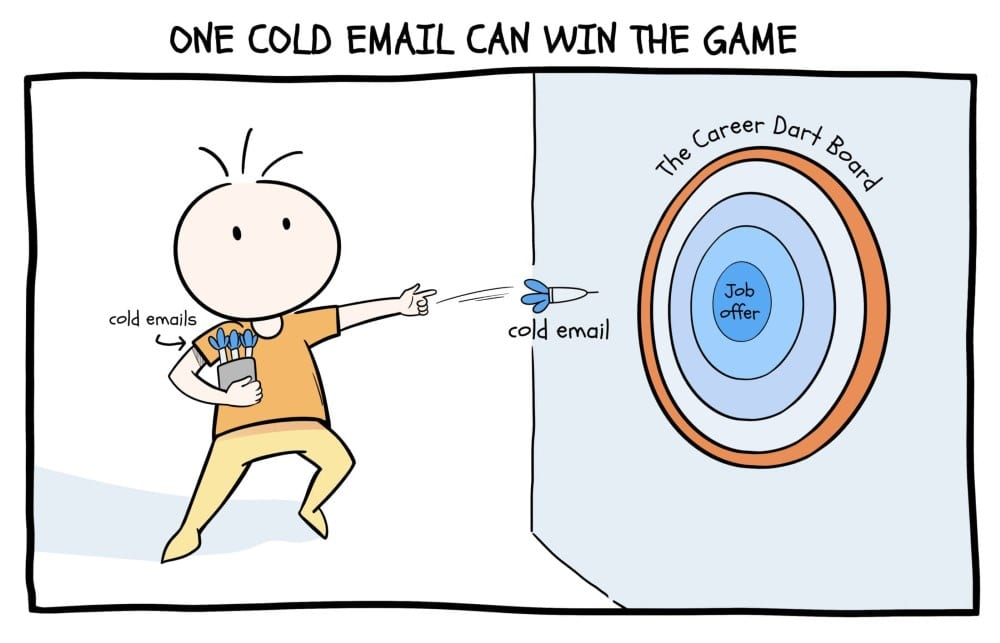 ONE COLD EMAIL CAN WIN THE GAME
The Career Dart Board
Job
offer
cold emails
cold email